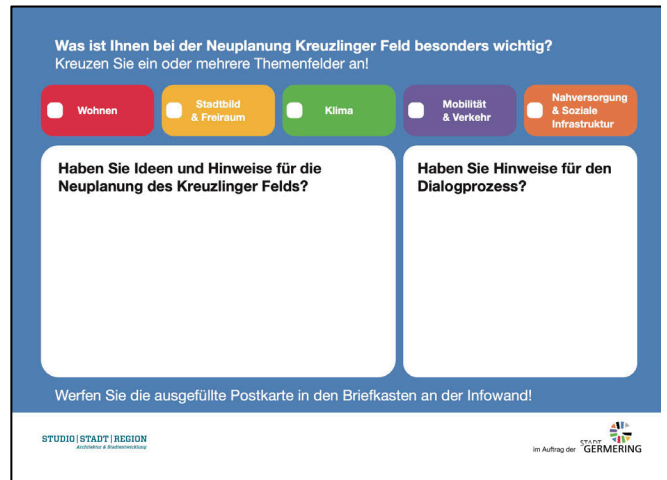 Was ist Ihnen bei der Neuplanung Kreuzlinger Feld besonders wichtig?
Kreuzen Sie ein oder mehrere Themenfelder an!
Wohnen
Stadtbild
& Freiraum
Klima
Mobilität
& Verkehr
Nahversorgung
& Soziale
Infrastruktur
Haben Sie Ideen und Hinweise für die
Neuplanung des Kreuzlinger Felds?
Haben Sie Hinweise für den
Dialogprozess?
Werfen Sie die ausgefüllte Postkarte in den Briefkasten an der Infowand!
STUDIO | STADT | REGION
Architektur & Stadtentwicklung
Im Auftrag der
STADT
GERMERING